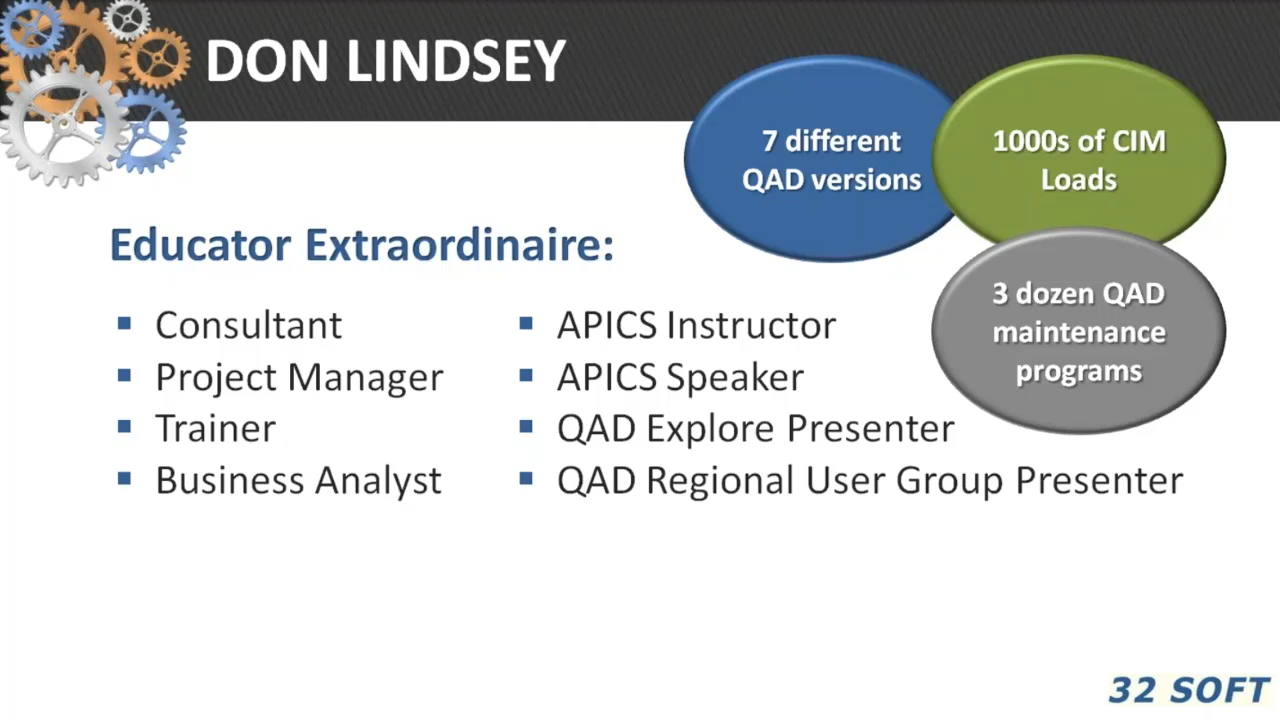 DON LINDSEY
7 different
QAD versions
1000s of CIM
Loads
3 dozen QAD
maintenance
programs
Educator Extraordinaire:
Consultant
Project Manager
Trainer
Business Analyst
APICS Instructor
APICS Speaker
QAD Explore Presenter
QAD Regional User Group Presenter
32 SOFT